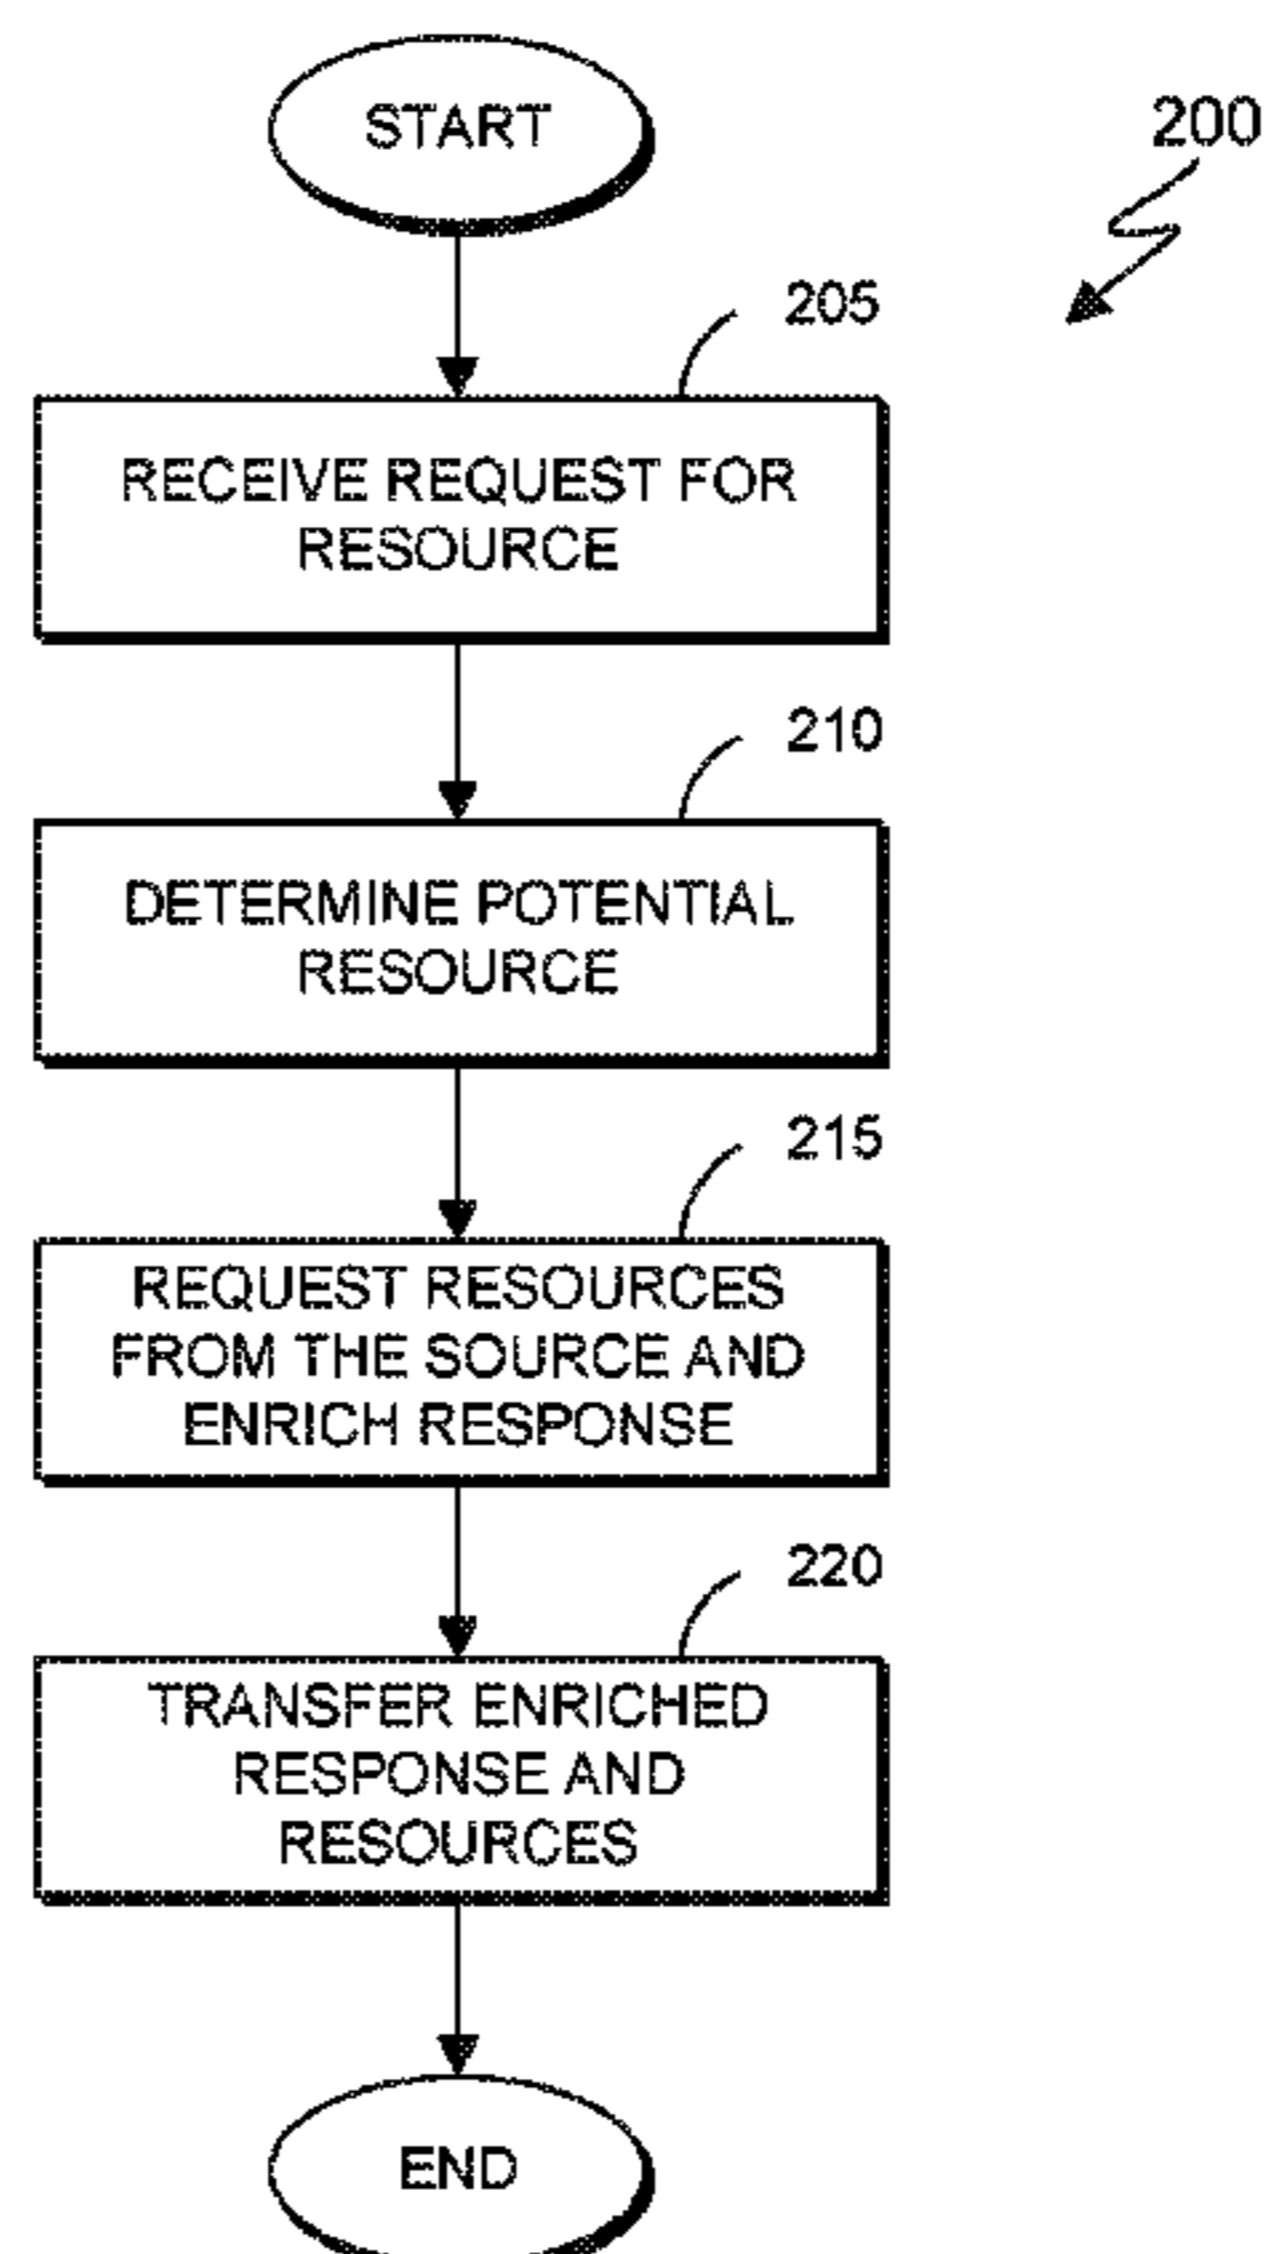 START
200
205
RECEIVE REQUEST FOR
RESOURCE
210
DETERMINE POTENTIAL
RESOURCE
215
REQUEST RESOURCES
FROM THE SOURCE AND
ENRICH RESPONSE
220
TRANSFER ENRICHED
RESPONSE AND
RESOURCES
END